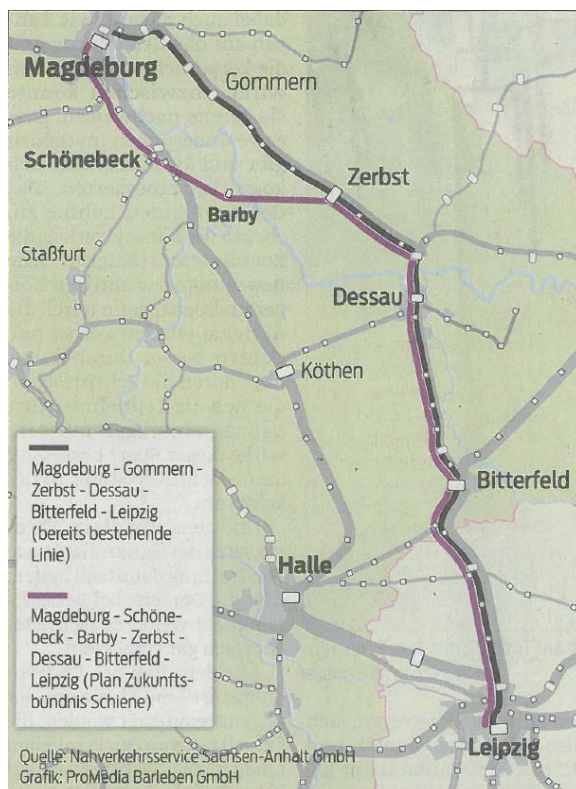 Magdeburg
Gommern
Schönebeck
Zerbst
Barby
Staßfurt
Dessau
Köthen
Bitterfeld
Halle
Leipzig
Magdeburg - Gommern -
Zerbst - Dessau -
Bitterfeld - Leipzig
(bereits bestehende
Linie)
Magdeburg - Schöne-
beck - Barby - Zerbst -
Dessau - Bitterfeld -
Leipzig (Plan Zukunfts-
bündnis Schiene)
Quelle: Nahverkehrsservice Sachsen-Anhalt GmbH
Grafik: ProMedia Barleben GmbH